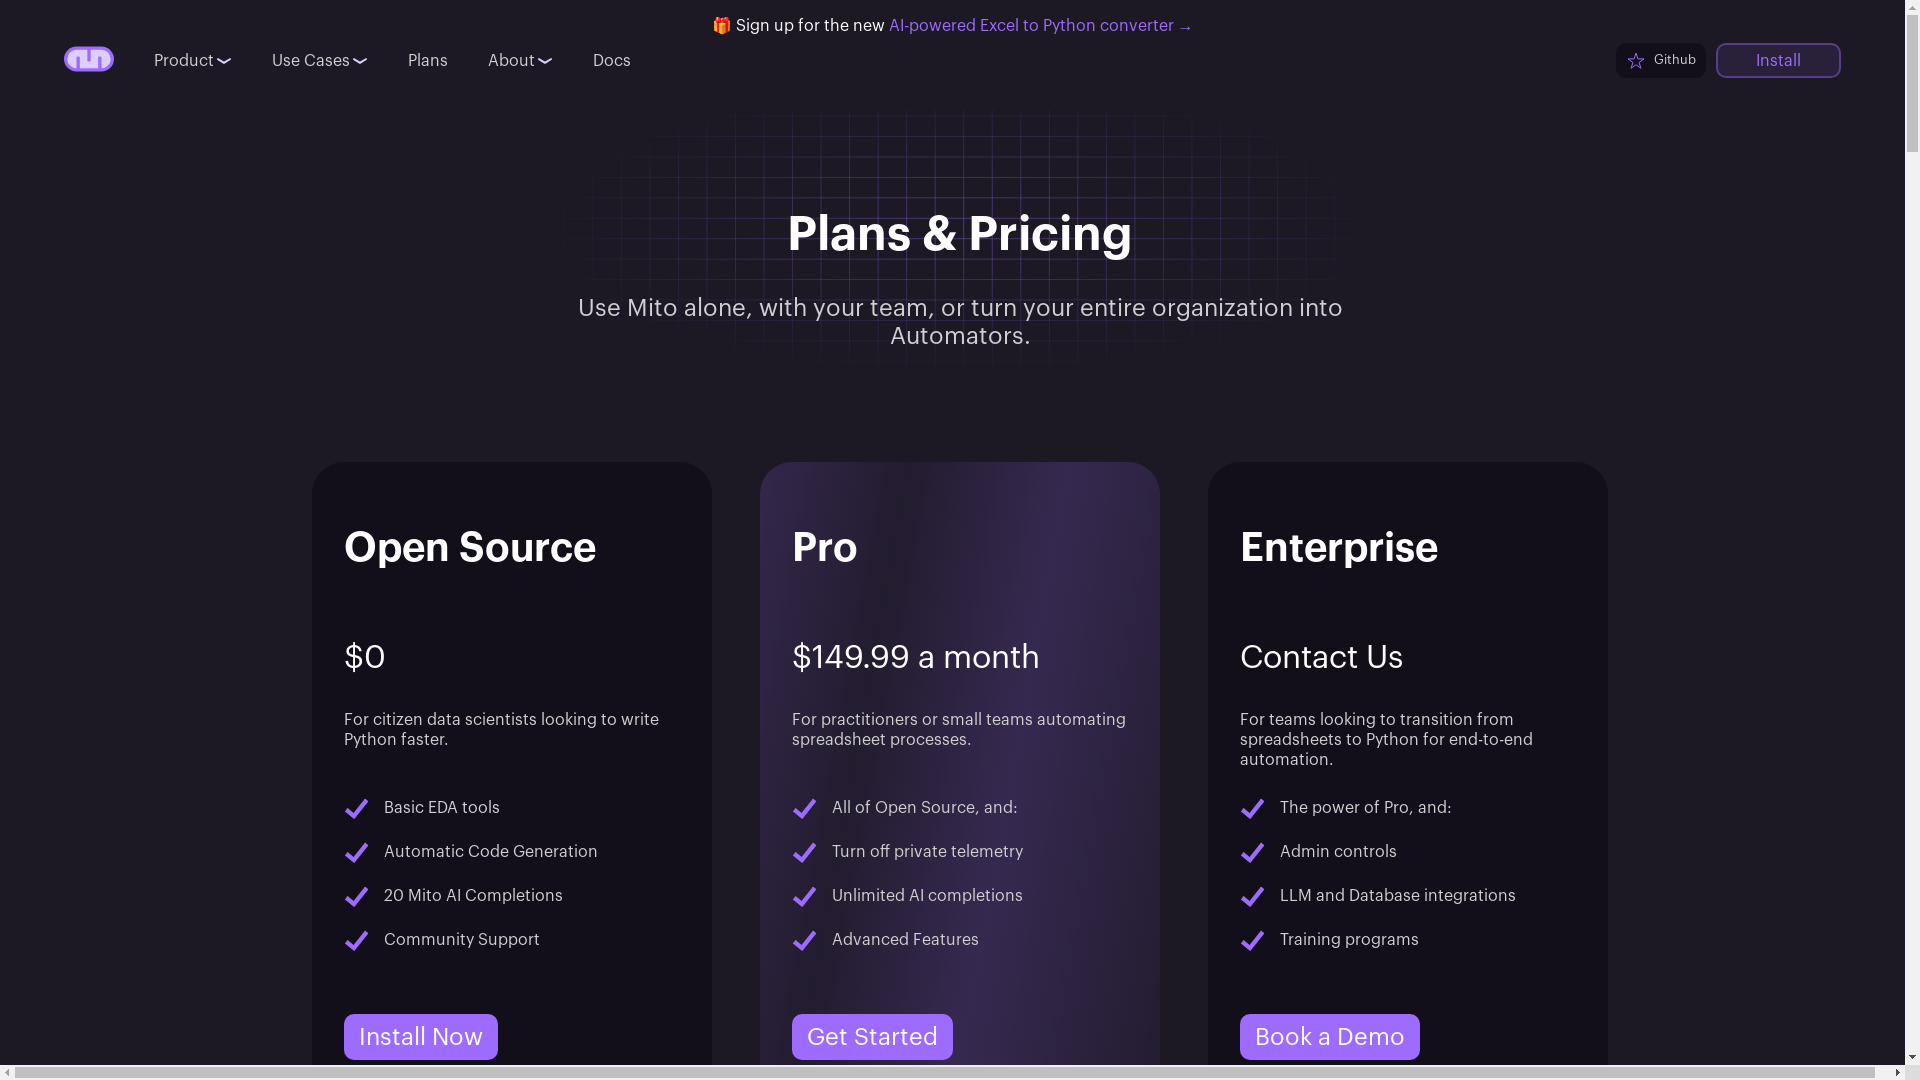 🎁 Sign up for the new AI-powered Excel to Python converter →
Product
Use Cases
Plans
About
Docs
Github
Install
Plans & Pricing
Use Mito alone, with your team, or turn your entire organization into
Automators.
Open Source
$0
For citizen data scientists looking to write
Python faster.
Basic EDA tools
Automatic Code Generation
20 Mito AI Completions
Community Support
Install Now
Pro
$149.99 a month
For practitioners or small teams automating
spreadsheet processes.
All of Open Source, and:
Turn off private telemetry
Unlimited AI completions
Advanced Features
Get Started
Enterprise
Contact Us
For teams looking to transition from
spreadsheets to Python for end-to-end
automation.
The power of Pro, and:
Admin controls
LLM and Database integrations
Training programs
Book a Demo